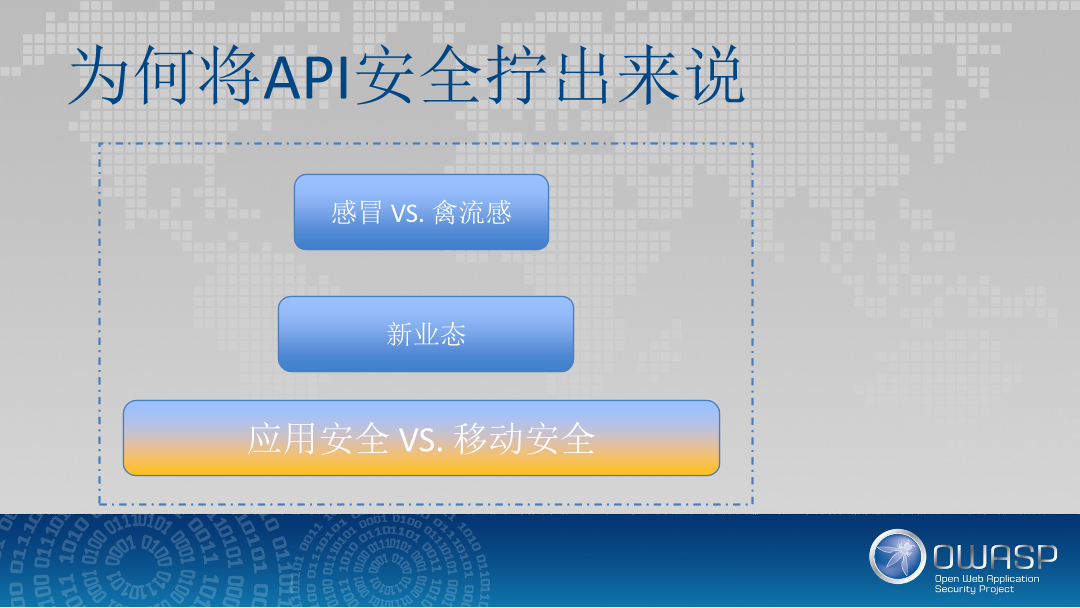 为何将API安全拧出来说
感冒 VS. 禽流感
新业态
应用安全 VS. 移动安全
OWASP
Open Web Application
Security Project